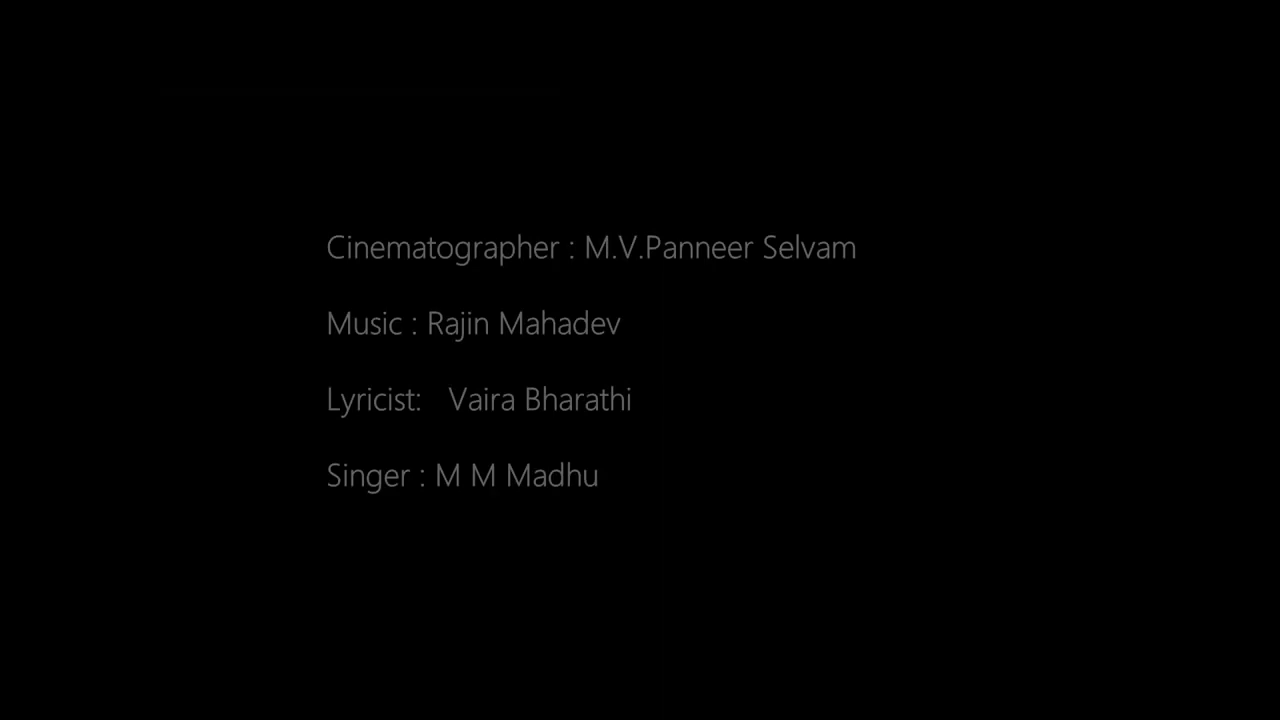 Cinematographer : M.V.Panneer Selvam
Music : Rajin Mahadev
Lyricist: Vaira Bharathi
Singer : M M Madhu